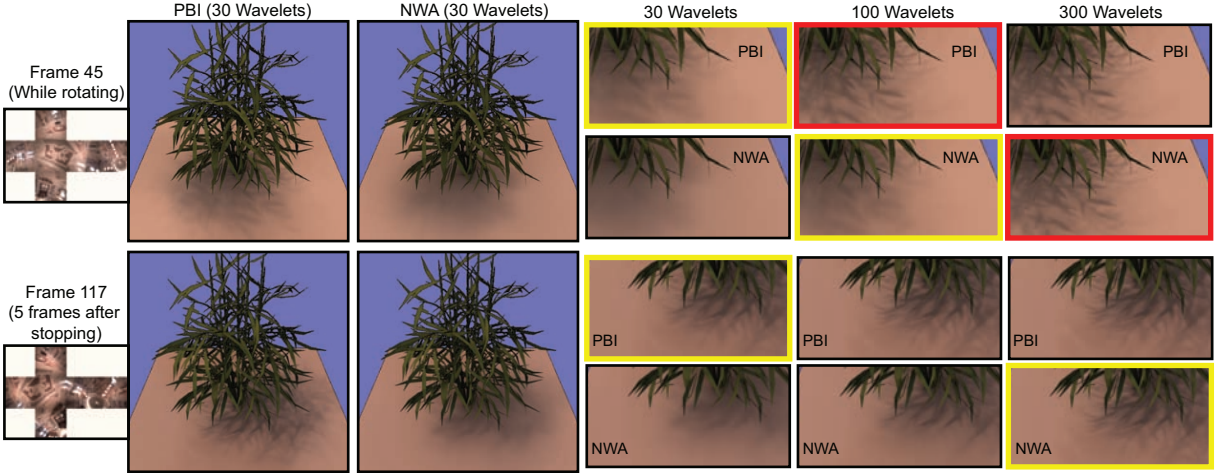 PBI (30 Wavelets)
NWA (30 Wavelets)
30 Wavelets
100 Wavelets
300 Wavelets
Frame 45
(While rotating)
PBI
PBI
PBI
NWA
NWA
NWA
Frame 117
(5 frames after
stopping)
PBI
PBI
PBI
NWA
NWA
NWA